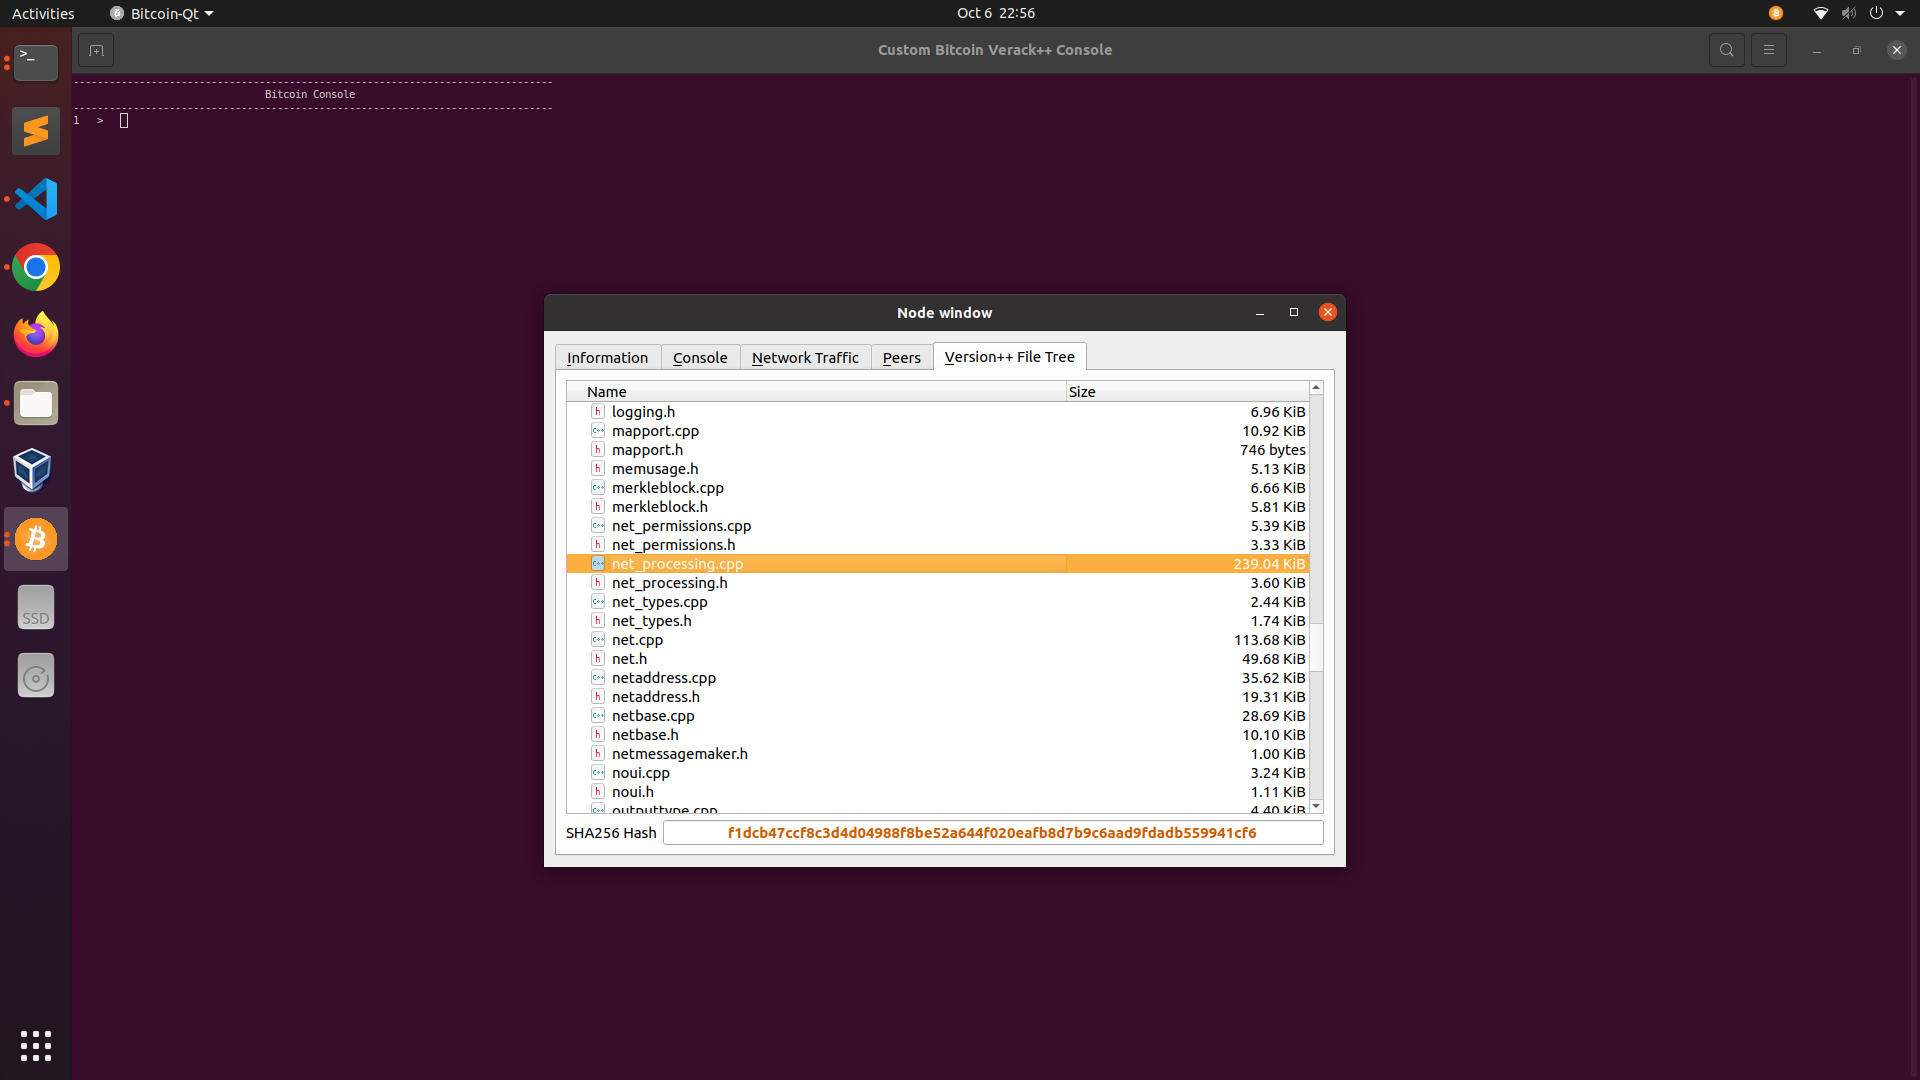 Activities Bitcoin-Qt Oct 6 22:56
Custom Bitcoin Verack++ Console
--------------------------------------------------------------------------------
Bitcoin Console
--------------------------------------------------------------------------------
1 >
Node window
Information Console Network Traffic Peers Version++ File Tree
Name Size
logging.h 6.96 KiB
mapport.cpp 10.92 KiB
mapport.h 746 bytes
memusage.h 5.13 KiB
merkleblock.cpp 6.66 KiB
merkleblock.h 5.81 KiB
net_permissions.cpp 5.39 KiB
net_permissions.h 3.33 KiB
net_processing.cpp 239.04 KiB
net_processing.h 3.60 KiB
net_types.cpp 2.44 KiB
net_types.h 1.74 KiB
net.cpp 113.68 KiB
net.h 49.68 KiB
netaddress.cpp 35.62 KiB
netaddress.h 19.31 KiB
netbase.cpp 28.69 KiB
netbase.h 10.10 KiB
netmessagemaker.h 1.00 KiB
noui.cpp 3.24 KiB
noui.h 1.11 KiB
outputtype.cpp 4.40 KiB
SHA256 Hash f1dcb47ccf8c3d4d04988f8be52a644f020eafb8d7b9c6aad9fdadb559941cf6
SSD